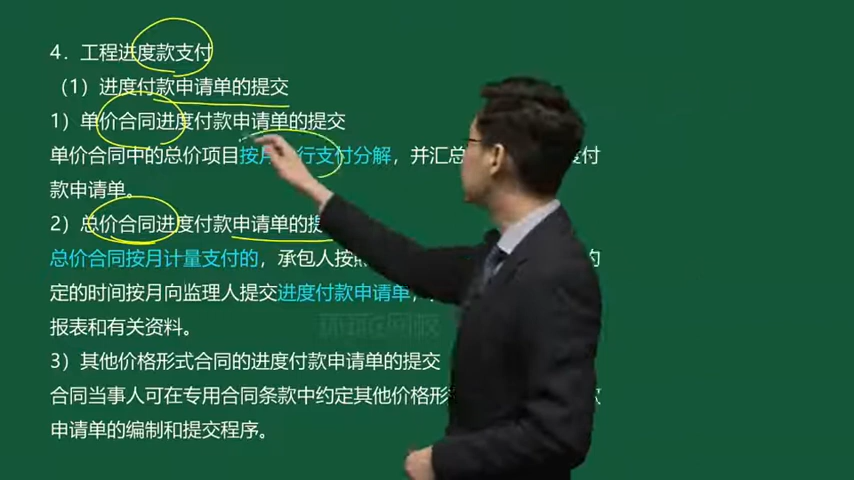 4．工程进度款支付
（1）进度付款申请单的提交
1）单价合同进度付款申请单的提交
单价合同中的总价项目按月 行支付分解，并汇总 度付
款申请单。
2）总价合同进度付款申请单的提
总价合同按月计量支付的，承包人按照 的
定的时间按月向监理人提交进度付款申请单，
报表和有关资料。
3）其他价格形式合同的进度付款申请单的提交
合同当事人可在专用合同条款中约定其他价格形 款
申请单的编制和提交程序。
环球网校